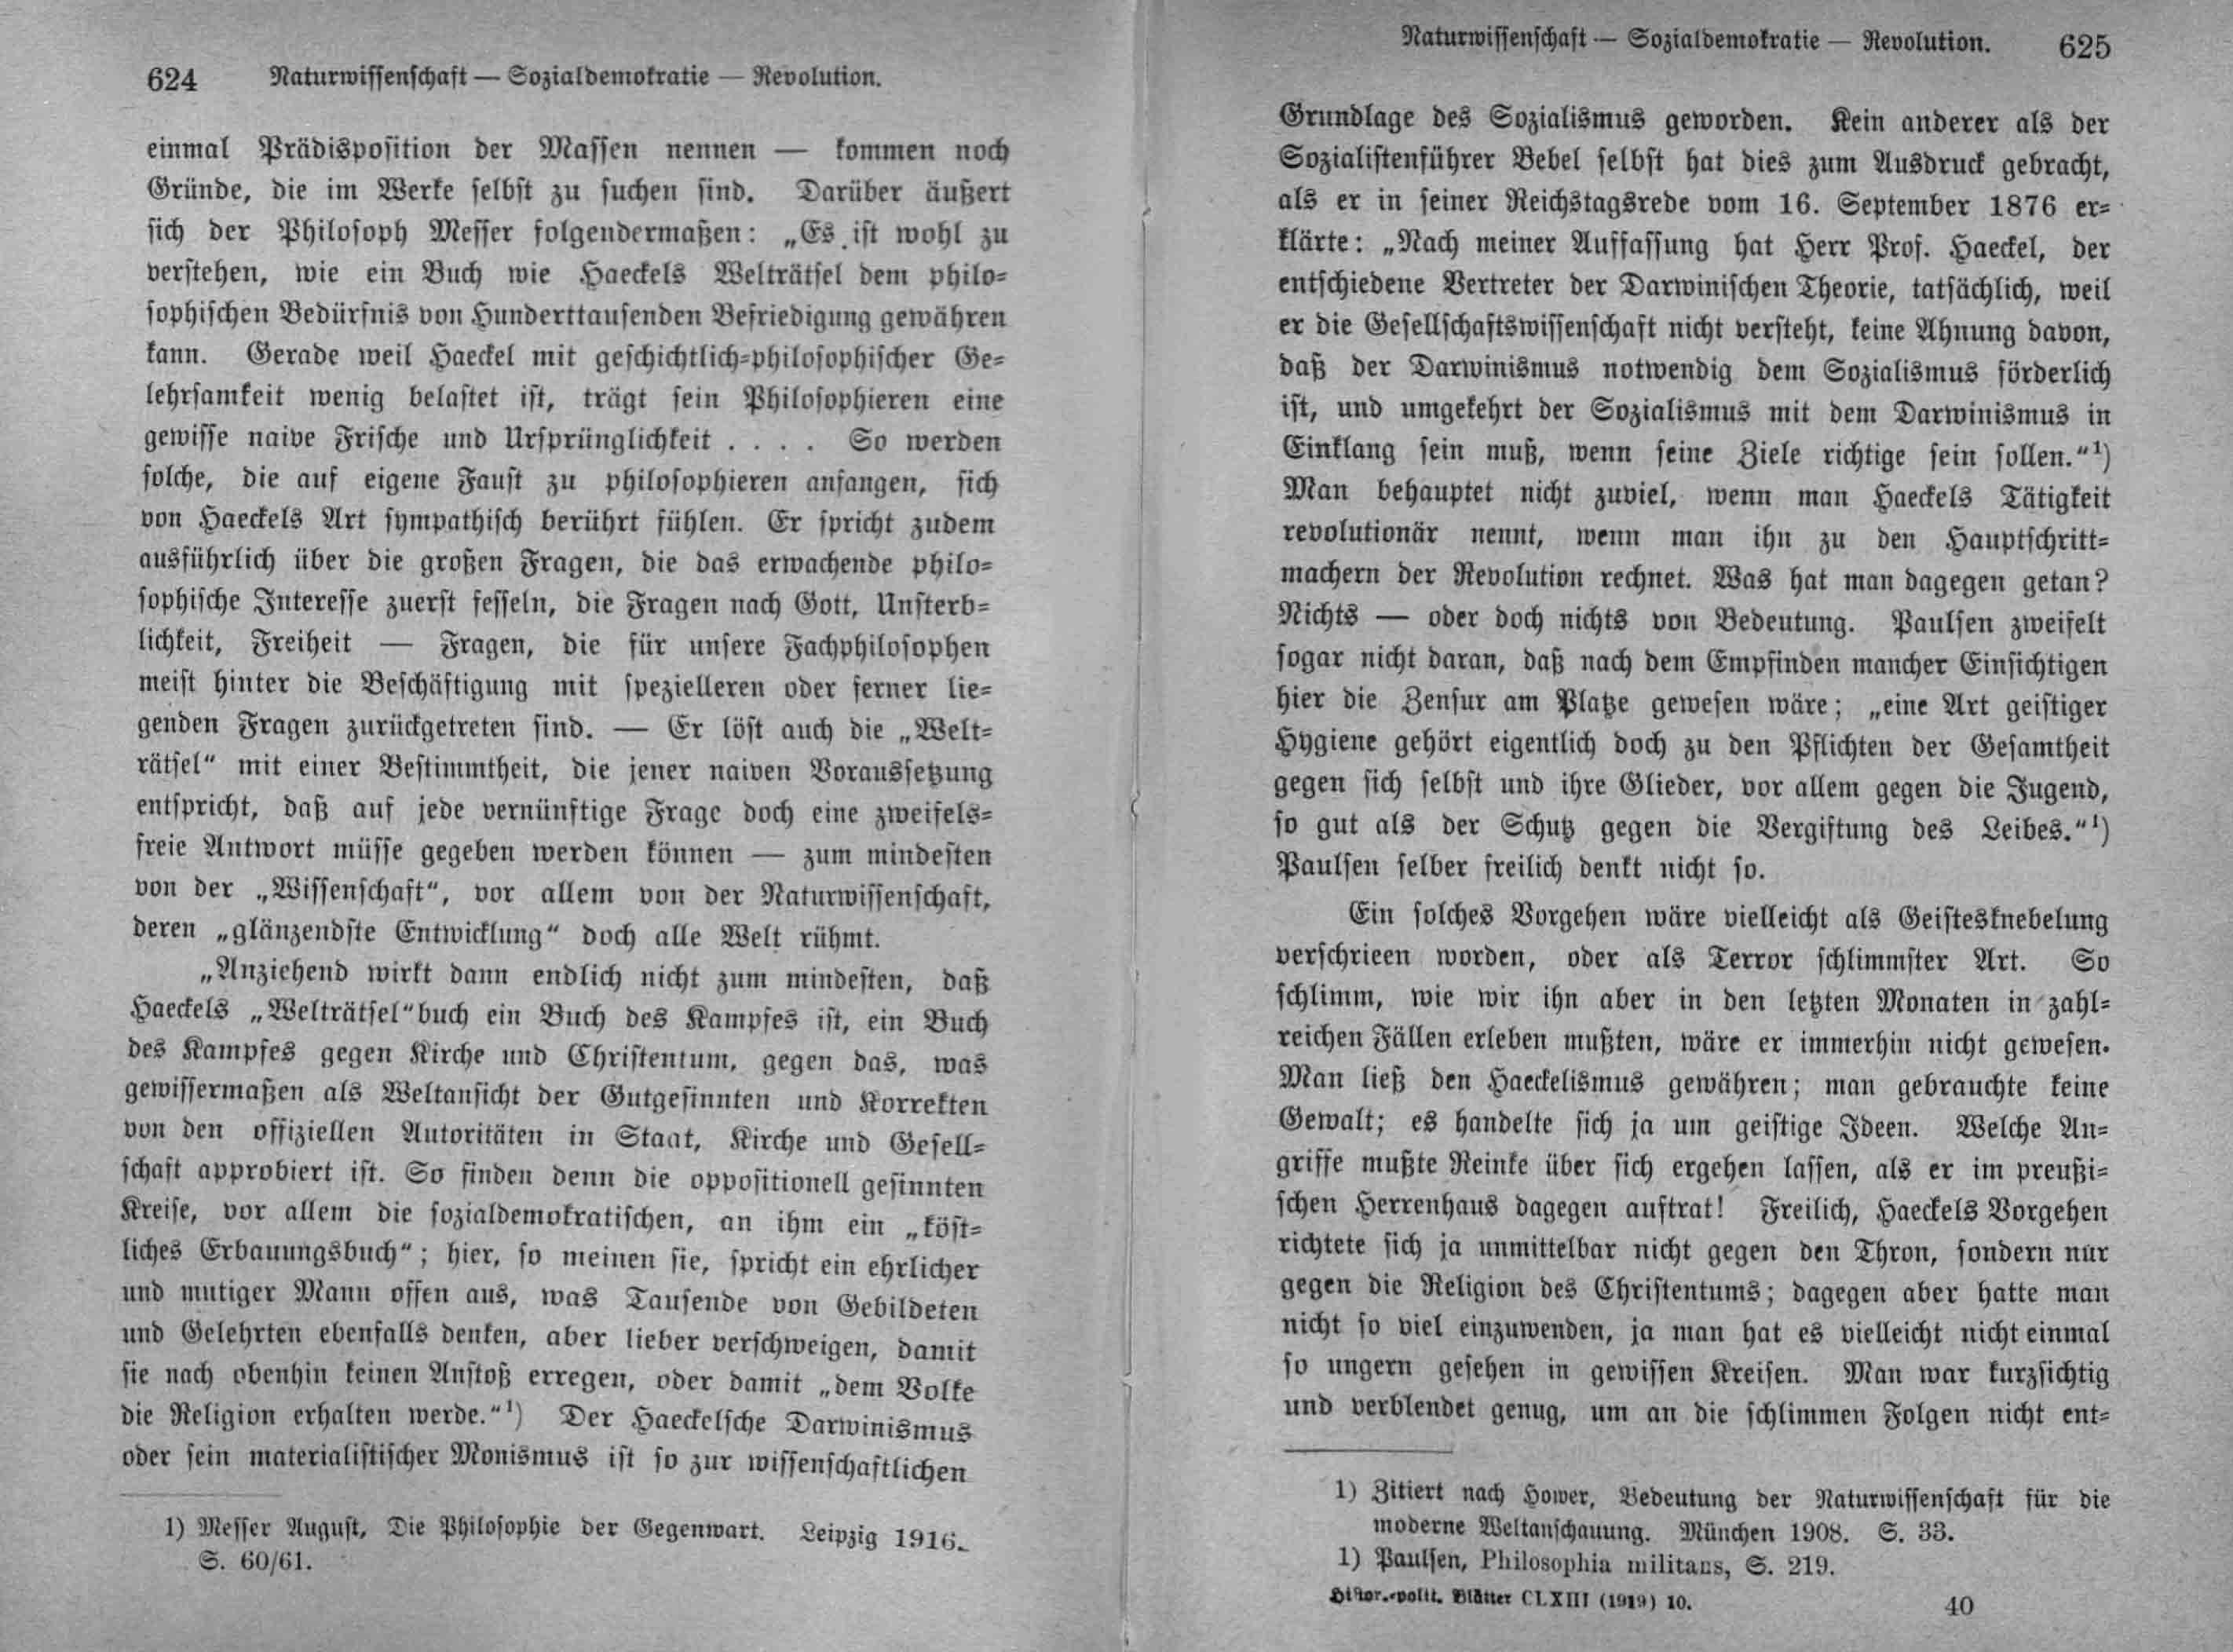 624 Naturwissenschaft — Sozialdemokratie — Revolution.
einmal Prädisposition der Massen nennen — kommen noch
Gründe, die im Werke selbst zu suchen sind. Darüber äußert
sich der Philosoph Messer folgendermaßen: „Es ist wohl zu
verstehen, wie ein Buch wie Haeckels Welträtsel dem philo-
sophischen Bedürfnis von Hunderttausenden Befriedigung gewähren
kann. Gerade weil Haeckel mit geschichtlich-philosophischer Ge-
lehrsamkeit wenig belastet ist, trägt sein Philosophieren eine
gewisse naive Frische und Ursprünglichkeit . . . . So werden
solche, die auf eigene Faust zu philosophieren anfangen, sich
von Haeckels Art sympathisch berührt fühlen. Er spricht zudem
ausführlich über die großen Fragen, die das erwachende philo-
sophische Interesse zuerst fesseln, die Fragen nach Gott, Unsterb-
lichkeit, Freiheit — Fragen, die für unsere Fachphilosophen
meist hinter die Beschäftigung mit spezielleren oder ferner lie-
genden Fragen zurückgetreten sind. — Er löst auch die „Welt-
rätsel“ mit einer Bestimmtheit, die jener naiven Voraussetzung
entspricht, daß auf jede vernünftige Frage doch eine zweifels-
freie Antwort müsse gegeben werden können — zum mindesten
von der „Wissenschaft“, vor allem von der Naturwissenschaft,
deren „glänzendste Entwicklung“ doch alle Welt rühmt.
„Anziehend wirkt dann endlich nicht zum mindesten, daß
Haeckels „Welträtsel“buch ein Buch des Kampfes ist, ein Buch
des Kampfes gegen Kirche und Christentum, gegen das, was
gewissermaßen als Weltansicht der Gutgesinnten und Korrekten
von den offiziellen Autoritäten in Staat, Kirche und Gesell-
schaft approbiert ist. So finden denn die oppositionell gesinnten
Kreise, vor allem die sozialdemokratischen, an ihm ein „köst-
liches Erbauungsbuch“; hier, so meinen sie, spricht ein ehrlicher
und mutiger Mann offen aus, was Tausende von Gebildeten
und Gelehrten ebenfalls denken, aber lieber verschweigen, damit
sie nach obenhin keinen Anstoß erregen, oder damit „dem Volke
die Religion erhalten werde.“¹) Der Haeckelsche Darwinismus
oder sein materialistischer Monismus ist so zur wissenschaftlichen
1) Messer August, Die Philosophie der Gegenwart. Leipzig 1916.
S. 60/61.
Naturwissenschaft — Sozialdemokratie — Revolution. 625
Grundlage des Sozialismus geworden. Kein anderer als der
Sozialistenführer Bebel selbst hat dies zum Ausdruck gebracht,
als er in seiner Reichstagsrede vom 16. September 1876 er-
klärte: „Nach meiner Auffassung hat Herr Prof. Haeckel, der
entschiedene Vertreter der Darwinischen Theorie, tatsächlich, weil
er die Gesellschaftswissenschaft nicht versteht, keine Ahnung davon,
daß der Darwinismus notwendig dem Sozialismus förderlich
ist, und umgekehrt der Sozialismus mit dem Darwinismus in
Einklang sein muß, wenn seine Ziele richtige sein sollen.“¹)
Man behauptet nicht zuviel, wenn man Haeckels Tätigkeit
revolutionär nennt, wenn man ihn zu den Hauptschritt-
machern der Revolution rechnet. Was hat man dagegen getan?
Nichts — oder doch nichts von Bedeutung. Paulsen zweifelt
sogar nicht daran, daß nach dem Empfinden mancher Einsichtigen
hier die Zensur am Platze gewesen wäre; „eine Art geistiger
Hygiene gehört eigentlich doch zu den Pflichten der Gesamtheit
gegen sich selbst und ihre Glieder, vor allem gegen die Jugend,
so gut als der Schutz gegen die Vergiftung des Leibes.“¹)
Paulsen selber freilich denkt nicht so.
Ein solches Vorgehen wäre vielleicht als Geistesknebelung
verschrieen worden, oder als Terror schlimmster Art. So
schlimm, wie wir ihn aber in den letzten Monaten in zahl-
reichen Fällen erleben mußten, wäre er immerhin nicht gewesen.
Man ließ den Haeckelismus gewähren; man gebrauchte keine
Gewalt; es handelte sich ja um geistige Ideen. Welche An-
griffe mußte Reinke über sich ergehen lassen, als er im preußi-
schen Herrenhaus dagegen auftrat! Freilich, Haeckels Vorgehen
richtete sich ja unmittelbar nicht gegen den Thron, sondern nur
gegen die Religion des Christentums; dagegen aber hatte man
nicht so viel einzuwenden, ja man hat es vielleicht nicht einmal
so ungern gesehen in gewissen Kreisen. Man war kurzsichtig
und verblendet genug, um an die schlimmen Folgen nicht ent-
1) Zitiert nach Hower, Bedeutung der Naturwissenschaft für die
moderne Weltanschauung. München 1908. S. 33.
1) Paulsen, Philosophia militans, S. 219.
Histor.-polit. Blätter CLXIII (1919) 10. 40